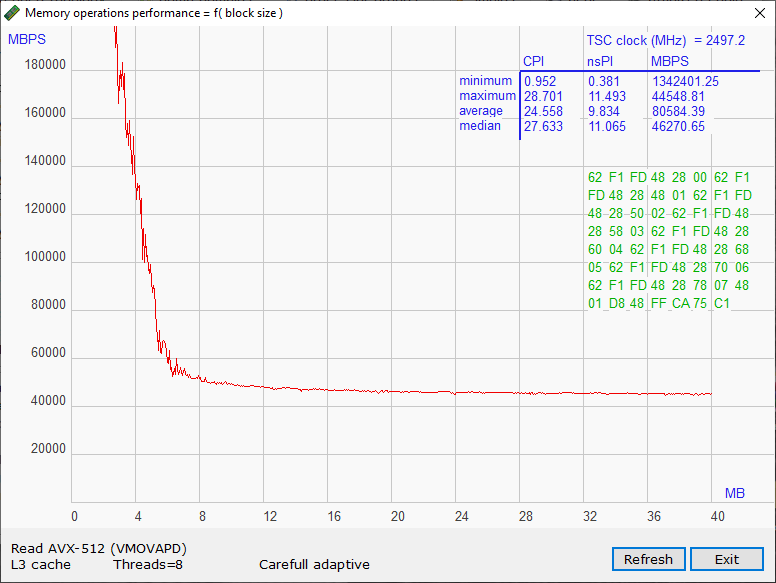 Memory operations performance = f( block size )
MBPS
TSC clock (MHz) = 2497.2
CPI nsPI MBPS
minimum 0.952 0.381 1342401.25
maximum 28.701 11.493 44548.81
average 24.558 9.834 80584.39
median 27.633 11.065 46270.65
180000
160000
140000
120000
100000
80000
60000
40000
20000
62 F1 FD 48 28 00 62 F1
FD 48 28 48 01 62 F1 FD
48 28 50 02 62 F1 FD 48
28 58 03 62 F1 FD 48 28
60 04 62 F1 FD 48 28 68
05 62 F1 FD 48 28 70 06
62 F1 FD 48 28 78 07 48
01 D8 48 FF CA 75 C1
MB
0 4 8 12 16 20 24 28 32 36 40
Read AVX-512 (VMOVAPD)
L3 cache Threads=8 Carefull adaptive
Refresh Exit